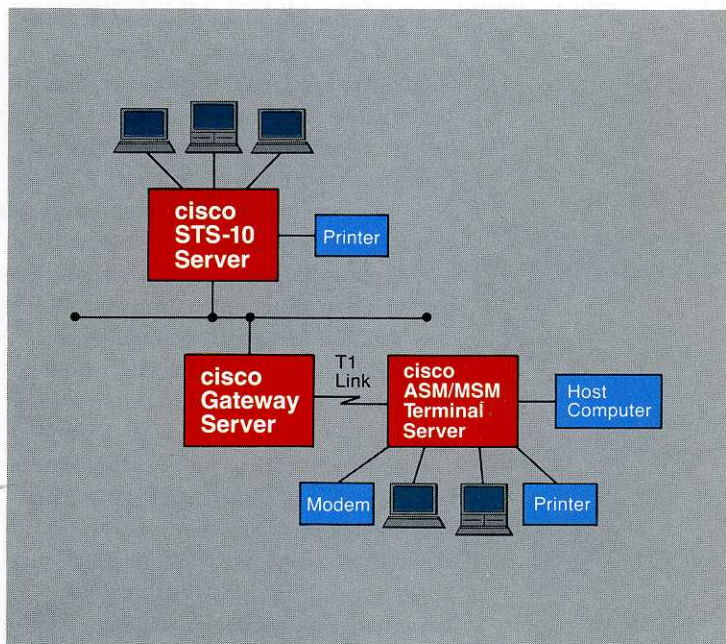 cisco
STS-10
Server
Printer
cisco
Gateway
Server
T1
Link
cisco
ASM/MSM
Terminal
Server
Host
Computer
Modem
Printer